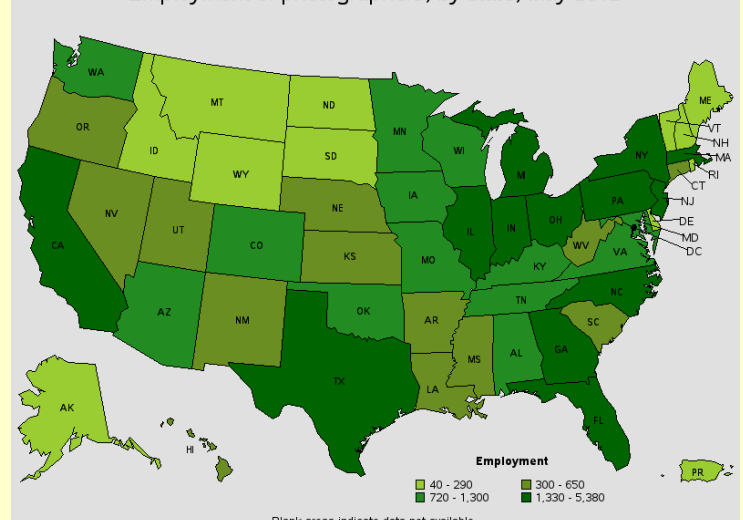 WA
MT
ND
ME
OR
MN
VT
NH
ID
SD
WI
NY
MA
WY
MI
RI
CT
IA
PA
NJ
NE
NV
UT
IL
IN
OH
DE
CO
MD
CA
KS
MO
WV
VA
DC
KY
NC
TN
AZ
NM
OK
AR
SC
MS
AL
GA
TX
LA
AK
FL
HI
PR
Employment
40 - 290
300 - 650
720 - 1,300
1,330 - 5,380